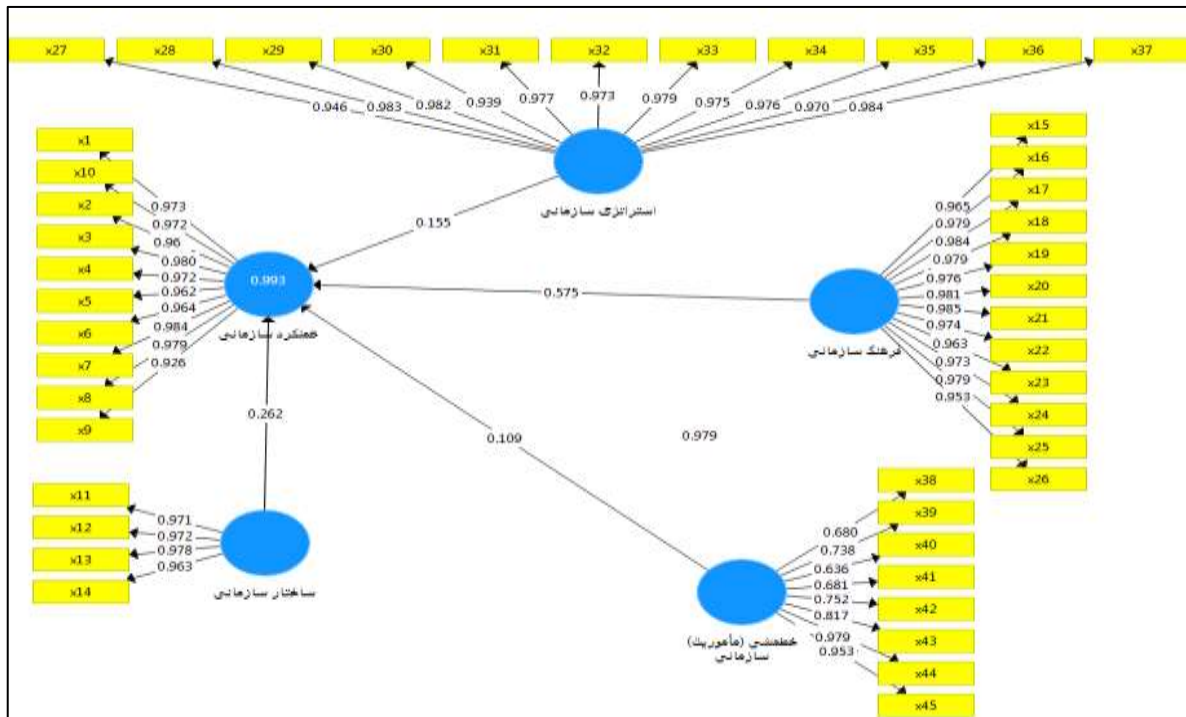 x27 x28 x29 x30 x31 x32 x33 x34 x35 x36 x37
0.946 0.983 0.982 0.939 0.977 0.973 0.979 0.975 0.976 0.970 0.984
استراتژی سازمانی
0.155
x1
x10
x2
x3
x4
x5
x6
x7
x8
x9
0.973
0.972
0.96
0.980
0.972
0.962
0.964
0.984
0.979
0.926
0.993
عملکرد سازمانی
0.575
x15
x16
x17
x18
x19
x20
x21
x22
x23
x24
x25
x26
0.965
0.979
0.984
0.979
0.976
0.981
0.985
0.974
0.963
0.973
0.979
0.953
فرهنگ سازمانی
0.262
0.109
0.979
x11
x12
x13
x14
0.971
0.972
0.978
0.963
ساختار سازمانی
x38
x39
x40
x41
x42
x43
x44
x45
0.680
0.738
0.636
0.681
0.752
0.817
0.979
0.953
خطمشی (مأموریت)
سازمانی